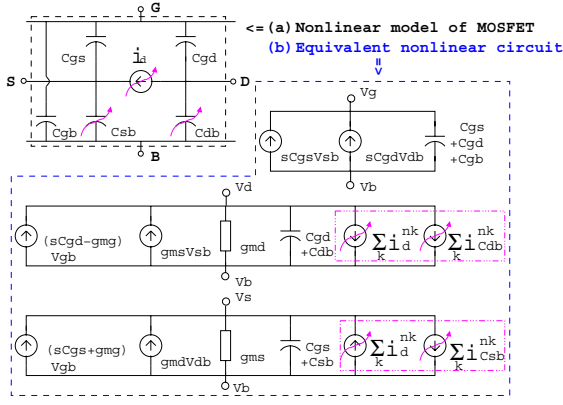 G
<=(a) Nonlinear model of MOSFET
(b) Equivalent nonlinear circuit
=>
Cgs
id
Cgd
S
D
Cgb
Csb
Cdb
B
Vg
sCgsVsb
sCgdVdb
Cgs
+Cgd
+Cgb
Vb
Vd
(sCgd-gmg)
Vgb
gmsVsb
gmd
Cgd
+Cdb
∑ k i d nk
∑ k i Cdb nk
Vb
Vs
(sCgs+gmg)
Vgb
gmdVdb
gms
Cgs
+Csb
∑ k i d nk
∑ k i Csb nk
Vb